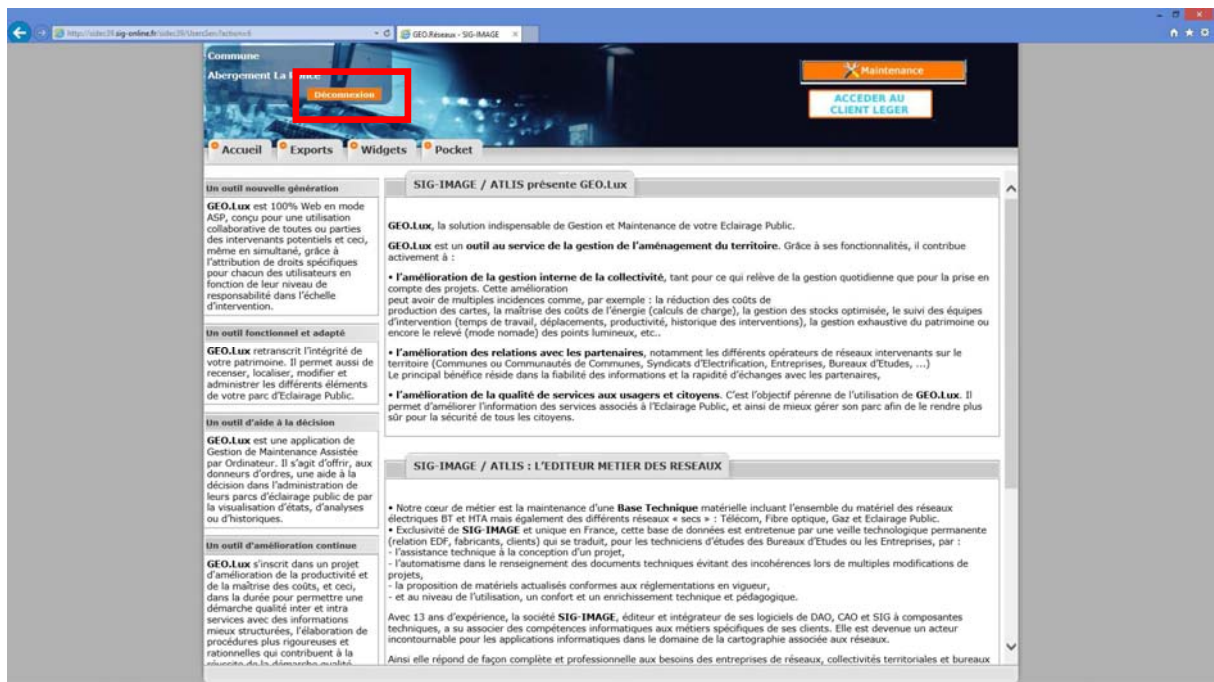 http://sidec39.sig-online.fr/sidec39/UsersServ?action=6
GEO.Réseaux - SIG-IMAGE
Commune
Abergement La Ronce
Déconnexion
Maintenance
ACCEDER AU
CLIENT LEGER
Accueil Exports Widgets Pocket
Un outil nouvelle génération
GEO.Lux est 100% Web en mode
ASP, conçu pour une utilisation
collaborative de toutes ou parties
des intervenants potentiels et ceci,
même en simultané, grâce à
l'attribution de droits spécifiques
pour chacun des utilisateurs en
fonction de leur niveau de
responsabilité dans l'échelle
d'intervention.
Un outil fonctionnel et adapté
GEO.Lux retranscrit l'intégrité de
votre patrimoine. Il permet aussi de
recenser, localiser, modifier et
administrer les différents éléments
de votre parc d'Eclairage Public.
Un outil d'aide à la décision
GEO.Lux est une application de
Gestion de Maintenance Assistée
par Ordinateur. Il s'agit d'offrir, aux
donneurs d'ordres, une aide à la
décision dans l'administration de
leurs parcs d'éclairage public de par
la visualisation d'états, d'analyses
ou d'historiques.
Un outil d'amélioration continue
GEO.Lux s'inscrit dans un projet
d'amélioration de la productivité et
de la maîtrise des coûts, et ceci,
dans la durée pour permettre une
démarche qualité inter et intra
services avec des informations
mieux structurées, l'élaboration de
procédures plus rigoureuses et
rationnelles qui contribuent à la
réussite de la démarche qualité
SIG-IMAGE / ATLIS présente GEO.Lux
GEO.Lux, la solution indispensable de Gestion et Maintenance de votre Eclairage Public.
GEO.Lux est un outil au service de la gestion de l'aménagement du territoire. Grâce à ses fonctionnalités, il contribue
activement à :
• l'amélioration de la gestion interne de la collectivité, tant pour ce qui relève de la gestion quotidienne que pour la prise en
compte des projets. Cette amélioration
peut avoir de multiples incidences comme, par exemple : la réduction des coûts de
production des cartes, la maîtrise des coûts de l'énergie (calculs de charge), la gestion des stocks optimisée, le suivi des équipes
d'intervention (temps de travail, déplacements, productivité, historique des interventions), la gestion exhaustive du patrimoine ou
encore le relevé (mode nomade) des points lumineux, etc..
• l'amélioration des relations avec les partenaires, notamment les différents opérateurs de réseaux intervenants sur le
territoire (Communes ou Communautés de Communes, Syndicats d'Electrification, Entreprises, Bureaux d'Etudes, ...)
Le principal bénéfice réside dans la fiabilité des informations et la rapidité d'échanges avec les partenaires,
• l'amélioration de la qualité de services aux usagers et citoyens. C'est l'objectif pérenne de l'utilisation de GEO.Lux. Il
permet d'améliorer l'information des services associés à l'Eclairage Public, et ainsi de mieux gérer son parc afin de le rendre plus
sûr pour la sécurité de tous les citoyens.
SIG-IMAGE / ATLIS : L'EDITEUR METIER DES RESEAUX
• Notre cœur de métier est la maintenance d'une Base Technique matérielle incluant l'ensemble du matériel des réseaux
électriques BT et HTA mais également des différents réseaux « secs » : Télécom, Fibre optique, Gaz et Eclairage Public.
• Exclusivité de SIG-IMAGE et unique en France, cette base de données est entretenue par une veille technologique permanente
(relation EDF, fabricants, clients) qui se traduit, pour les techniciens d'études des Bureaux d'Etudes ou les Entreprises, par :
- l'assistance technique à la conception d'un projet,
- l'automatisme dans le renseignement des documents techniques évitant des incohérences lors de multiples modifications de
projets,
- la proposition de matériels actualisés conformes aux réglementations en vigueur,
- et au niveau de l'utilisation, un confort et un enrichissement technique et pédagogique.
Avec 13 ans d'expérience, la société SIG-IMAGE, éditeur et intégrateur de ses logiciels de DAO, CAO et SIG à composantes
techniques, a su associer des compétences informatiques aux métiers spécifiques de ses clients. Elle est devenue un acteur
incontournable pour les applications informatiques dans le domaine de la cartographie associée aux réseaux.
Ainsi elle répond de façon complète et professionnelle aux besoins des entreprises de réseaux, collectivités territoriales et bureaux